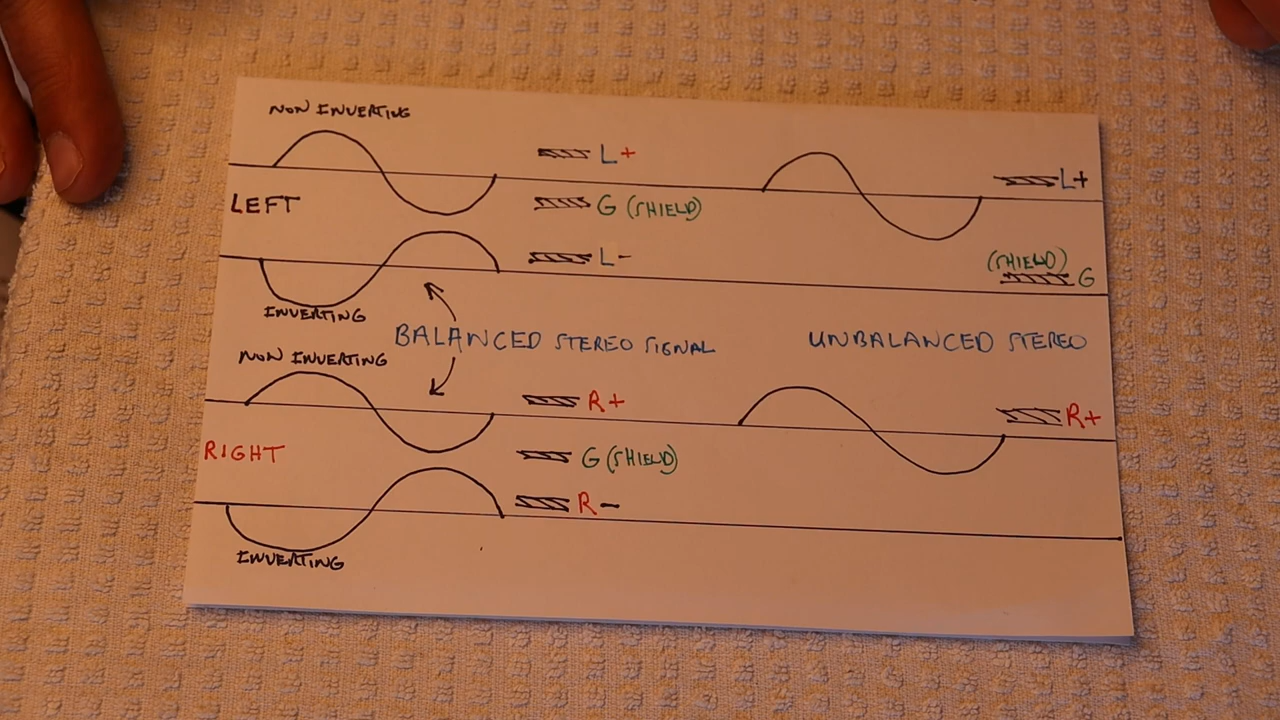 NON INVERTING
L+
L+
LEFT
G (SHIELD)
L-
(SHIELD)
G
INVERTING
BALANCED STEREO SIGNAL
UNBALANCED STEREO
NON INVERTING
R+
R+
RIGHT
G (SHIELD)
R-
INVERTING